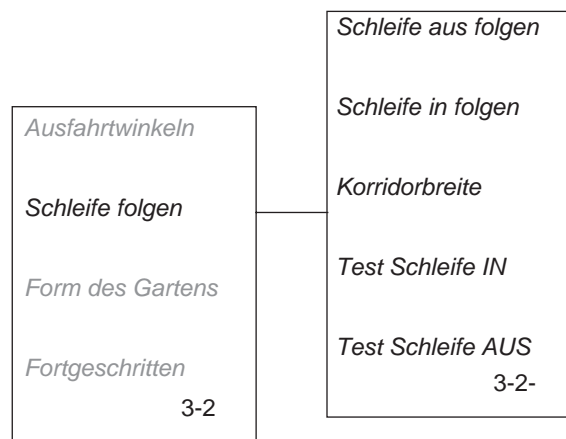 Ausfahrtwinkeln
Schleife folgen
Form des Gartens
Fortgeschritten
3-2
Schleife aus folgen
Schleife in folgen
Korridorbreite
Test Schleife IN
Test Schleife AUS
3-2-